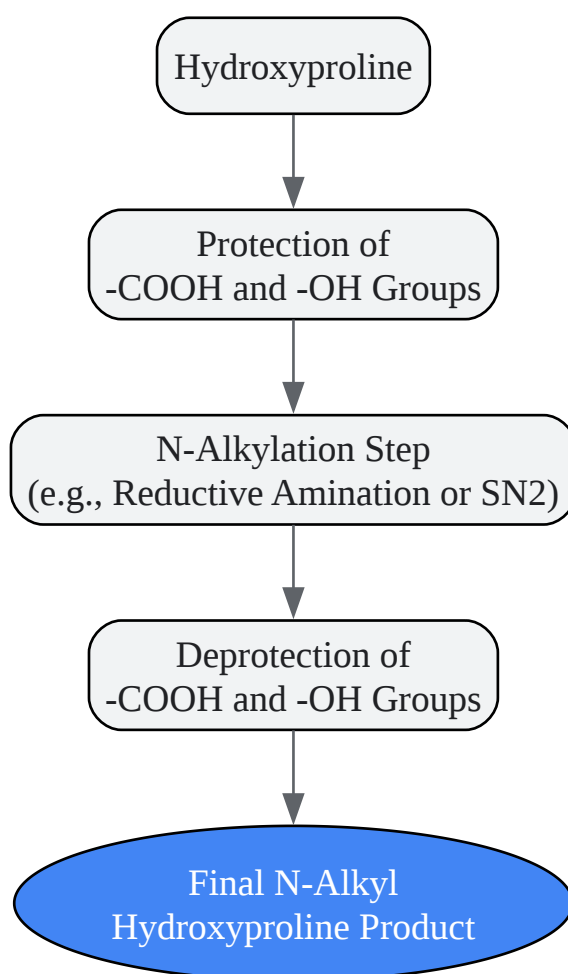 Hydroxyproline
Protection of
-COOH and -OH Groups
N-Alkylation Step
(e.g., Reductive Amination or SN2)
Deprotection of
-COOH and -OH Groups
Final N-Alkyl
Hydroxyproline Product